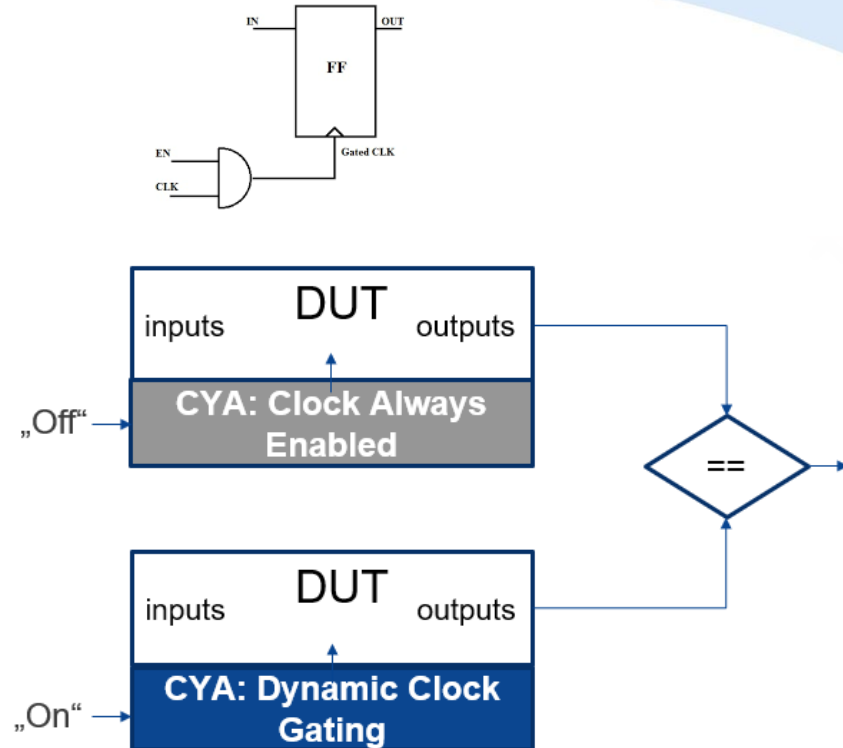 IN
OUT
FF
Gated CLK
EN
CLK
DUT
inputs
outputs
„Off“
CYA: Clock Always
Enabled
==
DUT
inputs
outputs
„On“
CYA: Dynamic Clock
Gating